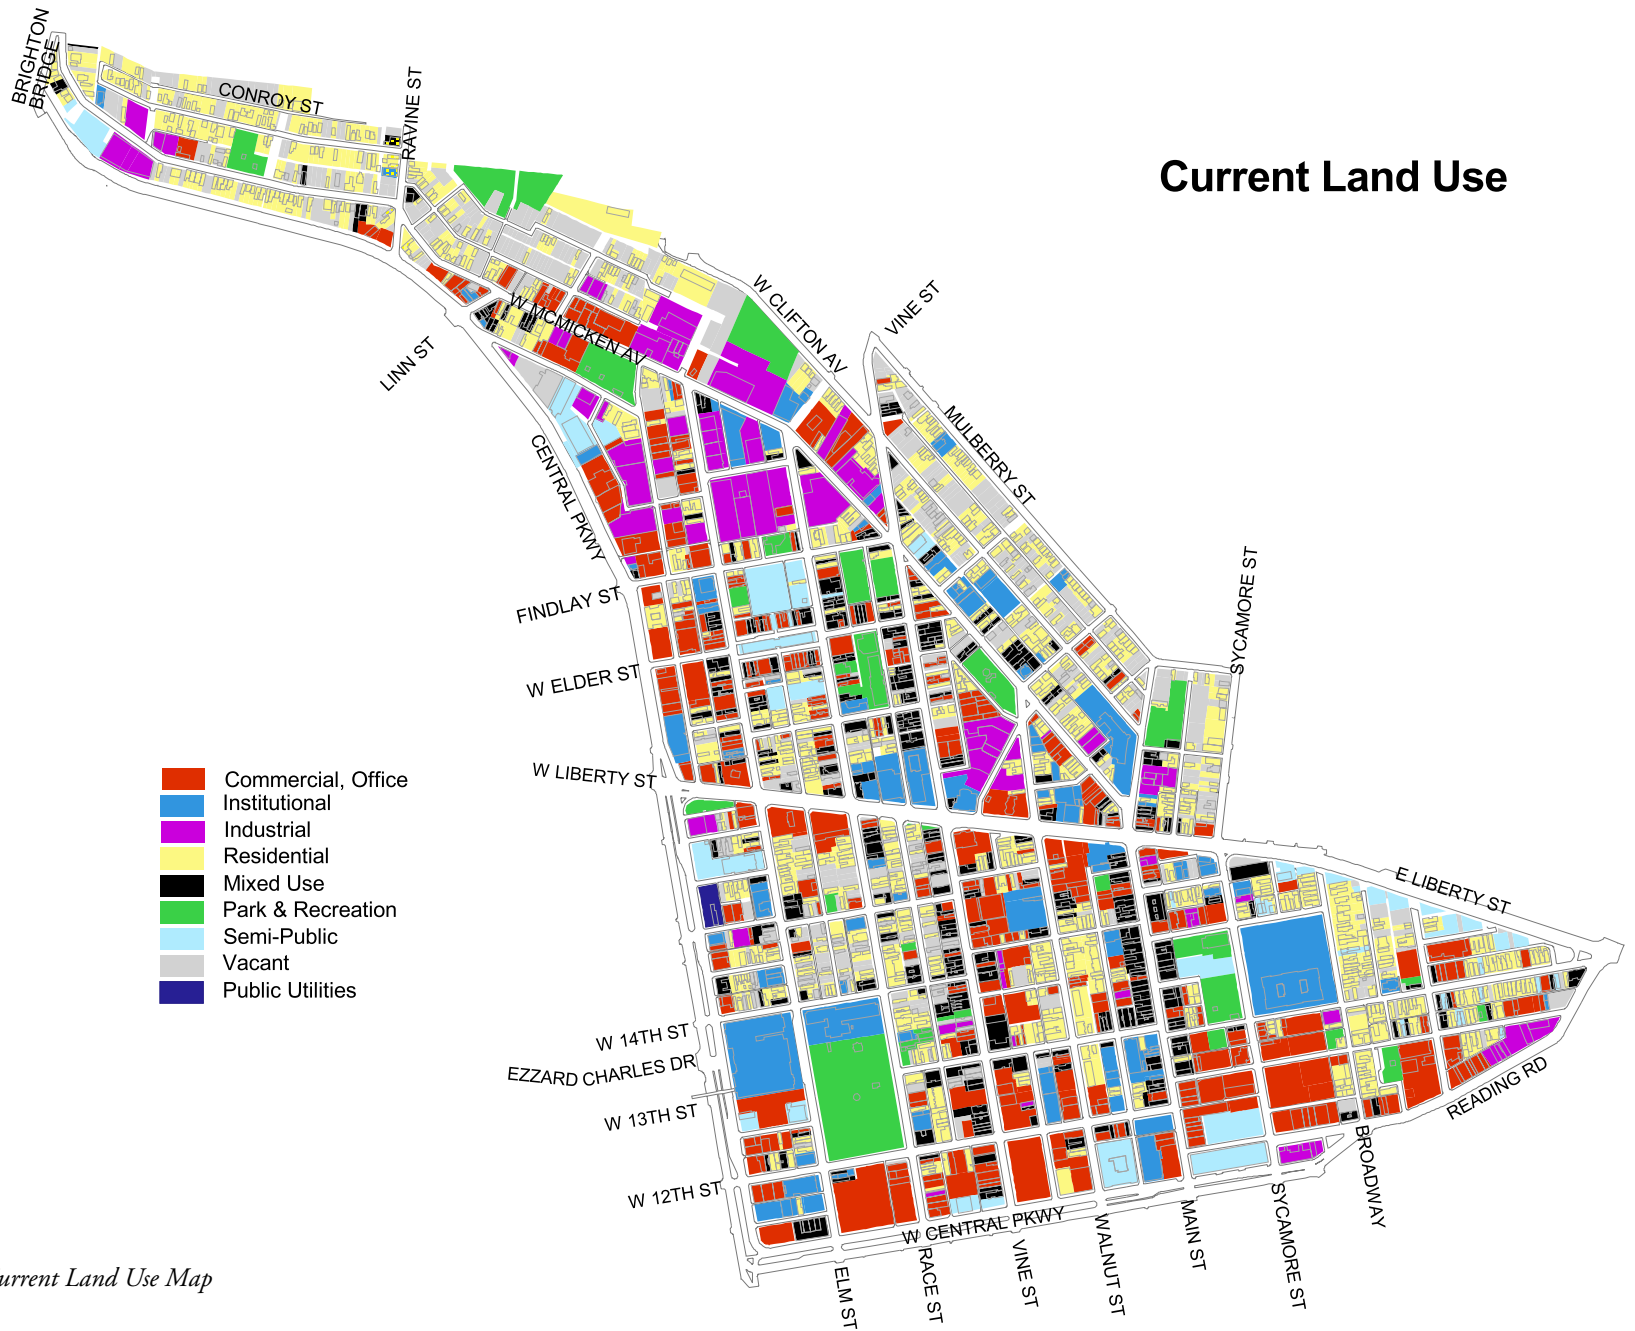 BRIGHTON
BRIDGE
CONROY ST
RAVINE ST
Current Land Use
W CLIFTON AV
VINE ST
W MCMICKEN AV
LINN ST
MULBERRY ST
CENTRAL PKWY
SYCAMORE ST
FINDLAY ST
W ELDER ST
W LIBERTY ST
Commercial, Office
Institutional
Industrial
Residential
Mixed Use
Park & Recreation
Semi-Public
Vacant
Public Utilities
E LIBERTY ST
W 14TH ST
EZZARD CHARLES DR
W 13TH ST
READING RD
W 12TH ST
BROADWAY
W CENTRAL PKWY
ELM ST
RACE ST
VINE ST
WALNUT ST
MAIN ST
SYCAMORE ST
urrent Land Use Map